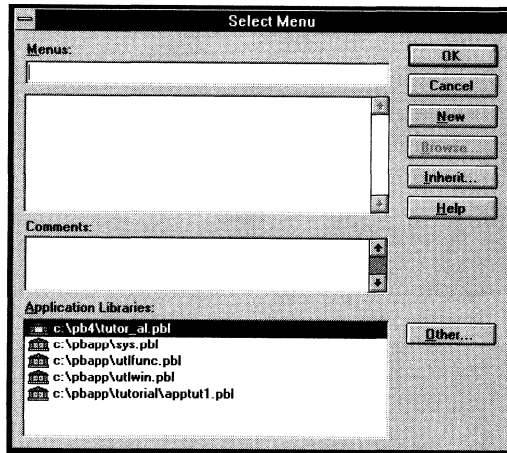 Select Menu
Menus:
OK
Cancel
New
Browse...
Inherit...
Help
Comments:
Application Libraries:
c:\pb4\tutor_al.pbl
c:\pbapp\sys.pbl
c:\pbapp\utlfunc.pbl
c:\pbapp\utlwin.pbl
c:\pbapp\tutorial\apptut1.pbl
Other...